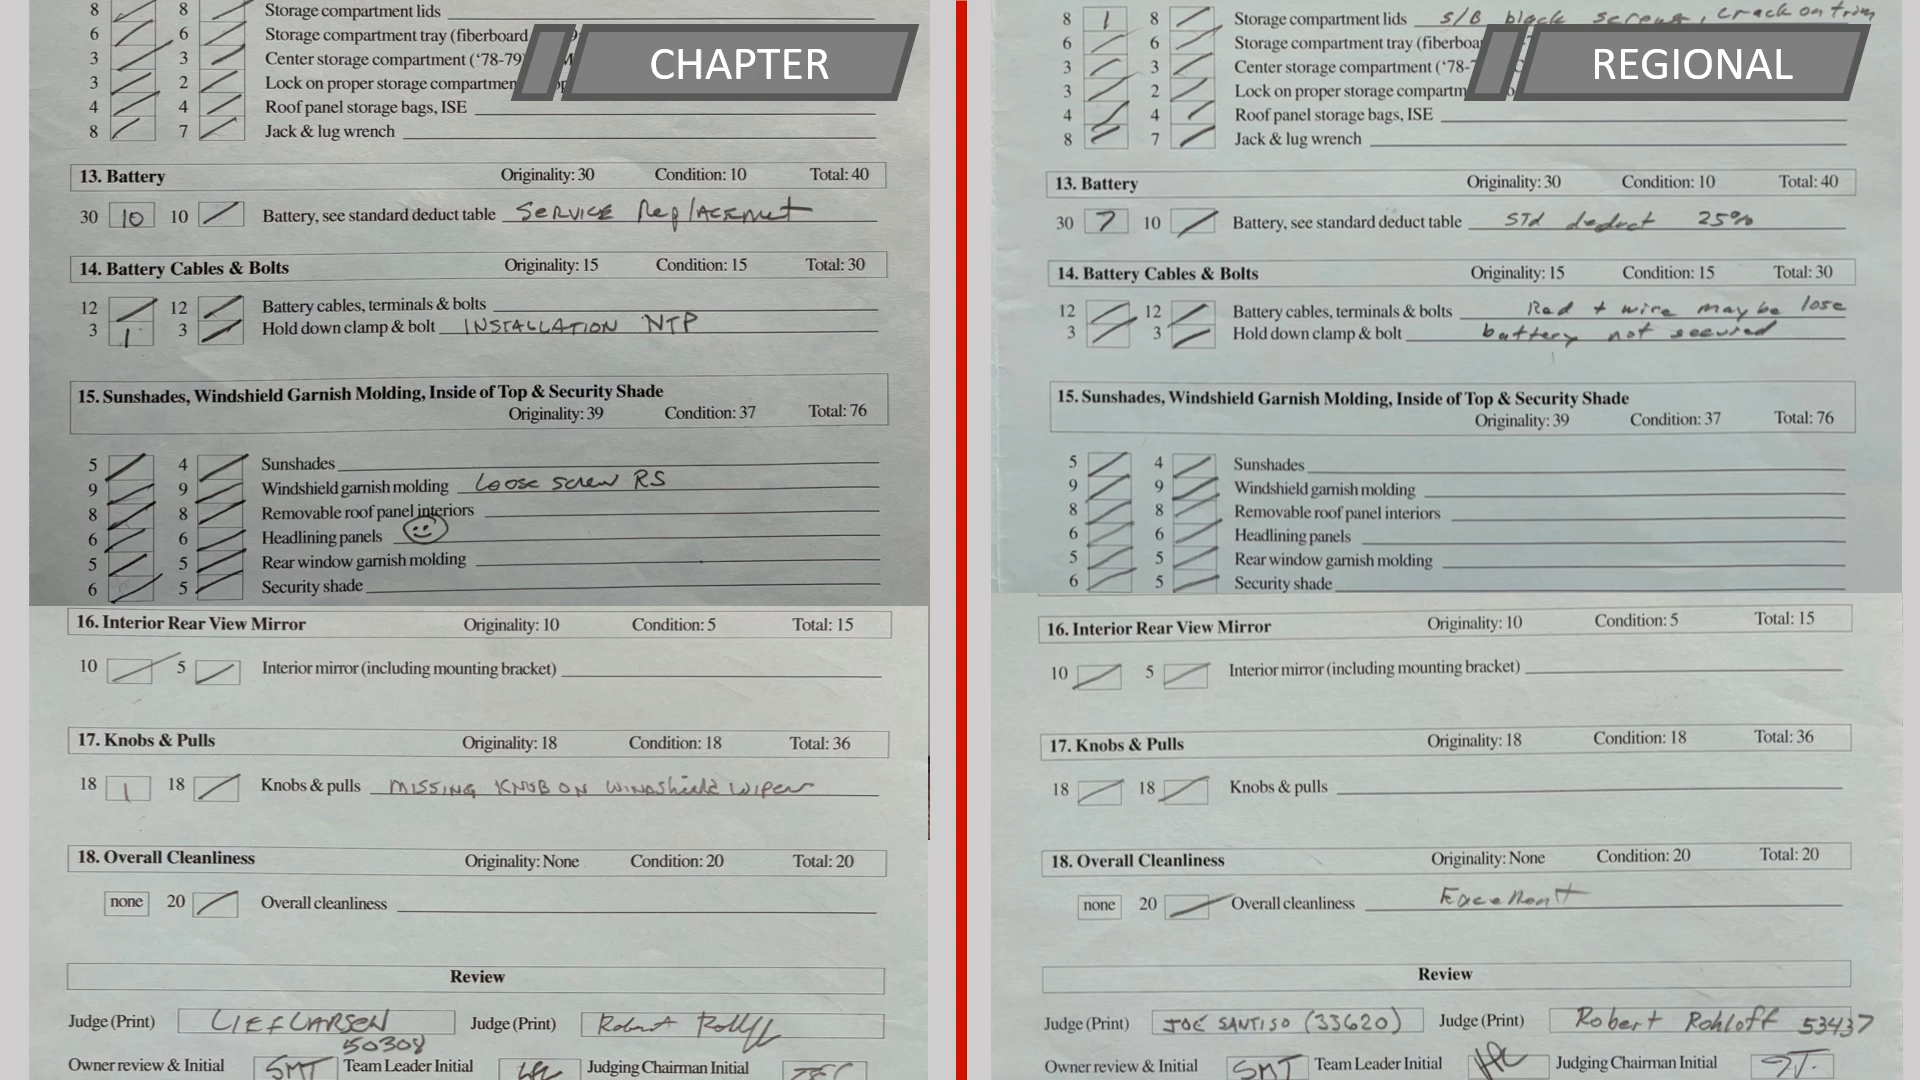 CHAPTER
8 8 Storage compartment lids
6 6 Storage compartment tray (fiberboard
3 3 Center storage compartment ('78-79
3 2 Lock on proper storage compartmen
4 4 Roof panel storage bags, ISE
8 7 Jack & lug wrench
13. Battery Originality: 30 Condition: 10 Total: 40
30 10 10 Battery, see standard deduct table SERVICE Replacement
14. Battery Cables & Bolts Originality: 15 Condition: 15 Total: 30
12 12 Battery cables, terminals & bolts
3 1 3 Hold down clamp & bolt INSTALLATION NTP
15. Sunshades, Windshield Garnish Molding, Inside of Top & Security Shade
Originality: 39 Condition: 37 Total: 76
5 4 Sunshades
9 9 Windshield garnish molding Loose screw RS
8 8 Removable roof panel interiors
6 6 Headlining panels
5 5 Rear window garnish molding
6 5 Security shade
16. Interior Rear View Mirror Originality: 10 Condition: 5 Total: 15
10 5 Interior mirror (including mounting bracket)
17. Knobs & Pulls Originality: 18 Condition: 18 Total: 36
18 1 18 Knobs & pulls MISSING KNOB ON WINDSHIELD WIPER
18. Overall Cleanliness Originality: None Condition: 20 Total: 20
none 20 Overall cleanliness
Review
Judge (Print) LIEF LARSEN Judge (Print) Robert
50308
Owner review & Initial SMT Team Leader Initial Judging Chairman Initial
REGIONAL
8 1 8 Storage compartment lids S/B black screws, crack on trim
6 6 Storage compartment tray (fiberboa
3 3 Center storage compartment ('78-7
3 2 Lock on proper storage compartm
4 4 Roof panel storage bags, ISE
8 7 Jack & lug wrench
13. Battery Originality: 30 Condition: 10 Total: 40
30 7 10 Battery, see standard deduct table STD deduct 25%
14. Battery Cables & Bolts Originality: 15 Condition: 15 Total: 30
12 12 Battery cables, terminals & bolts Red + wire may be lose
3 3 Hold down clamp & bolt battery not secured
15. Sunshades, Windshield Garnish Molding, Inside of Top & Security Shade
Originality: 39 Condition: 37 Total: 76
5 4 Sunshades
9 9 Windshield garnish molding
8 8 Removable roof panel interiors
6 6 Headlining panels
5 5 Rear window garnish molding
6 5 Security shade
16. Interior Rear View Mirror Originality: 10 Condition: 5 Total: 15
10 5 Interior mirror (including mounting bracket)
17. Knobs & Pulls Originality: 18 Condition: 18 Total: 36
18 18 Knobs & pulls
18. Overall Cleanliness Originality: None Condition: 20 Total: 20
none 20 Overall cleanliness Excellent
Review
Judge (Print) JOE SANTISO (33620) Judge (Print) Robert Rohloff 53437
Owner review & Initial SMT Team Leader Initial Judging Chairman Initial